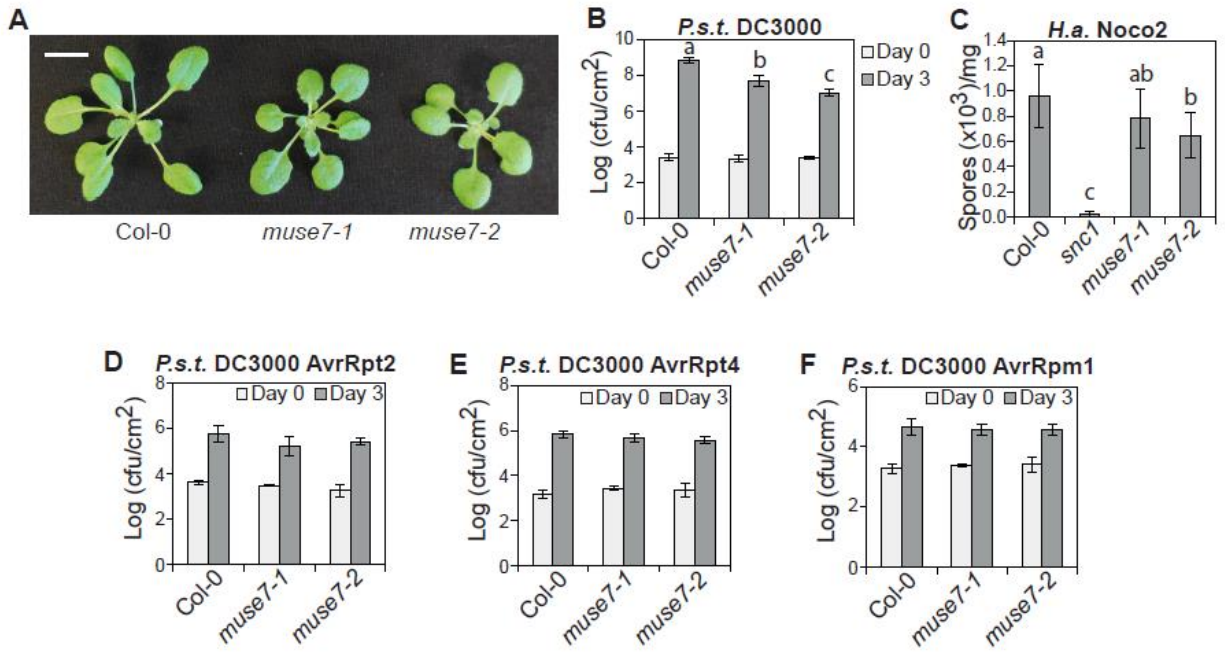 A
Col-0
muse7-1
muse7-2
B
P.s.t. DC3000
Log (cfu/cm2)
10
8
6
4
2
0
a
b
c
Day 0
Day 3
Col-0
muse7-1
muse7-2
C
H.a. Noco2
Spores (x103)/mg
1.4
1.2
1.0
0.8
0.6
0.4
0.2
0.0
a
c
ab
b
Col-0
snc1
muse7-1
muse7-2
D
P.s.t. DC3000 AvrRpt2
Log (cfu/cm2)
8
6
4
2
0
Day 0 Day 3
Col-0
muse7-1
muse7-2
E
P.s.t. DC3000 AvrRpt4
Log (cfu/cm2)
8
6
4
2
0
Day 0 Day 3
Col-0
muse7-1
muse7-2
F
P.s.t. DC3000 AvrRpm1
Log (cfu/cm2)
6
4
2
0
Day 0 Day 3
Col-0
muse7-1
muse7-2